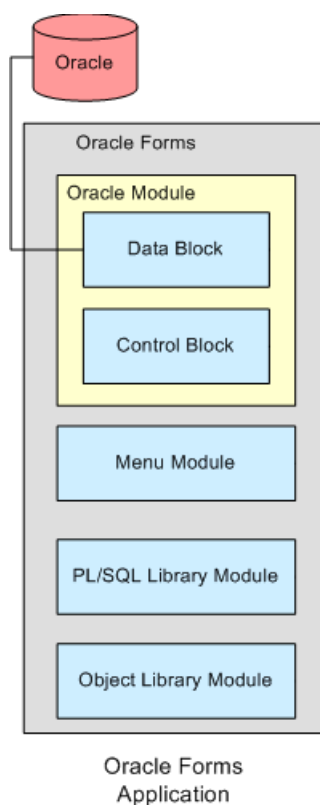 Oracle
Oracle Forms
Oracle Module
Data Block
Control Block
Menu Module
PL/SQL Library Module
Object Library Module
Oracle Forms
Application